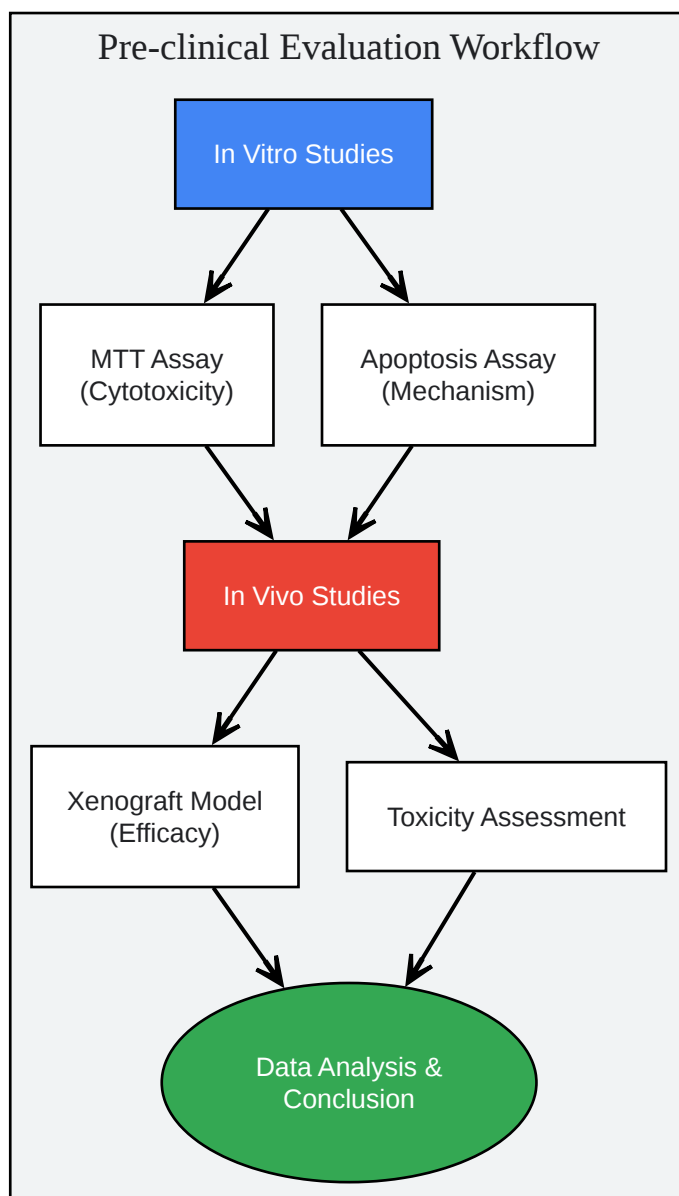 Pre-clinical Evaluation Workflow
In Vitro Studies
MTT Assay
(Cytotoxicity)
Apoptosis Assay
(Mechanism)
In Vivo Studies
Xenograft Model
(Efficacy)
Toxicity Assessment
Data Analysis &
Conclusion